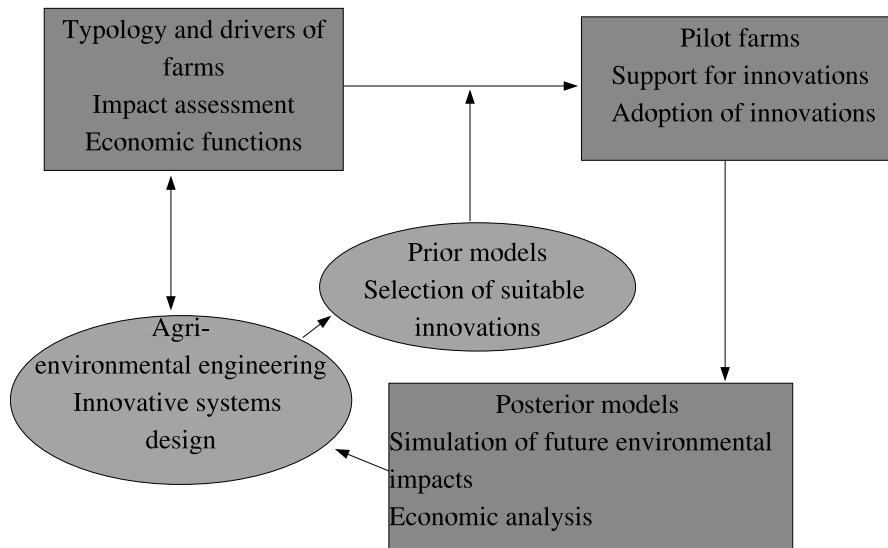 Typology and drivers of
farms
Impact assessment
Economic functions
Pilot farms
Support for innovations
Adoption of innovations
Prior models
Selection of suitable
innovations
Agri-
environmental engineering
Innovative systems
design
Posterior models
Simulation of future environmental
impacts
Economic analysis